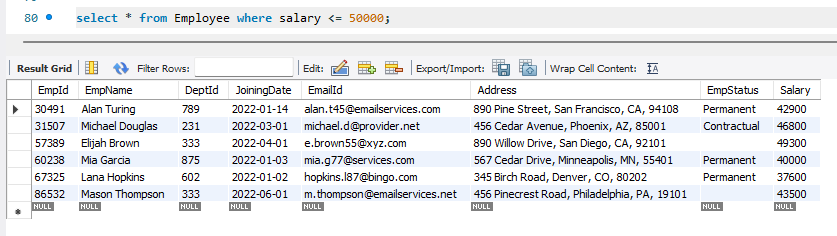 80 select * from Employee where salary <= 50000;
Result Grid Filter Rows: Edit: Export/Import: Wrap Cell Content: IA
EmpId EmpName DeptId JoiningDate EmailId Address EmpStatus Salary
30491 Alan Turing 789 2022-01-14 alan.t45@emailservices.com 890 Pine Street, San Francisco, CA, 94108 Permanent 42900
31507 Michael Douglas 231 2022-03-01 michael.d@provider.net 456 Cedar Avenue, Phoenix, AZ, 85001 Contractual 46800
57389 Elijah Brown 333 2022-04-01 e.brown55@xyz.com 890 Willow Drive, San Diego, CA, 92101 49300
60238 Mia Garcia 875 2022-01-03 mia.g77@services.com 567 Cedar Drive, Minneapolis, MN, 55401 Permanent 40000
67325 Lana Hopkins 602 2022-01-02 hopkins.l87@bingo.com 345 Birch Road, Denver, CO, 80202 Permanent 37600
86532 Mason Thompson 333 2022-06-01 m.thompson@emailservices.net 456 Pinecrest Road, Philadelphia, PA, 19101 43500
NULL NULL NULL NULL NULL NULL NULL NULL